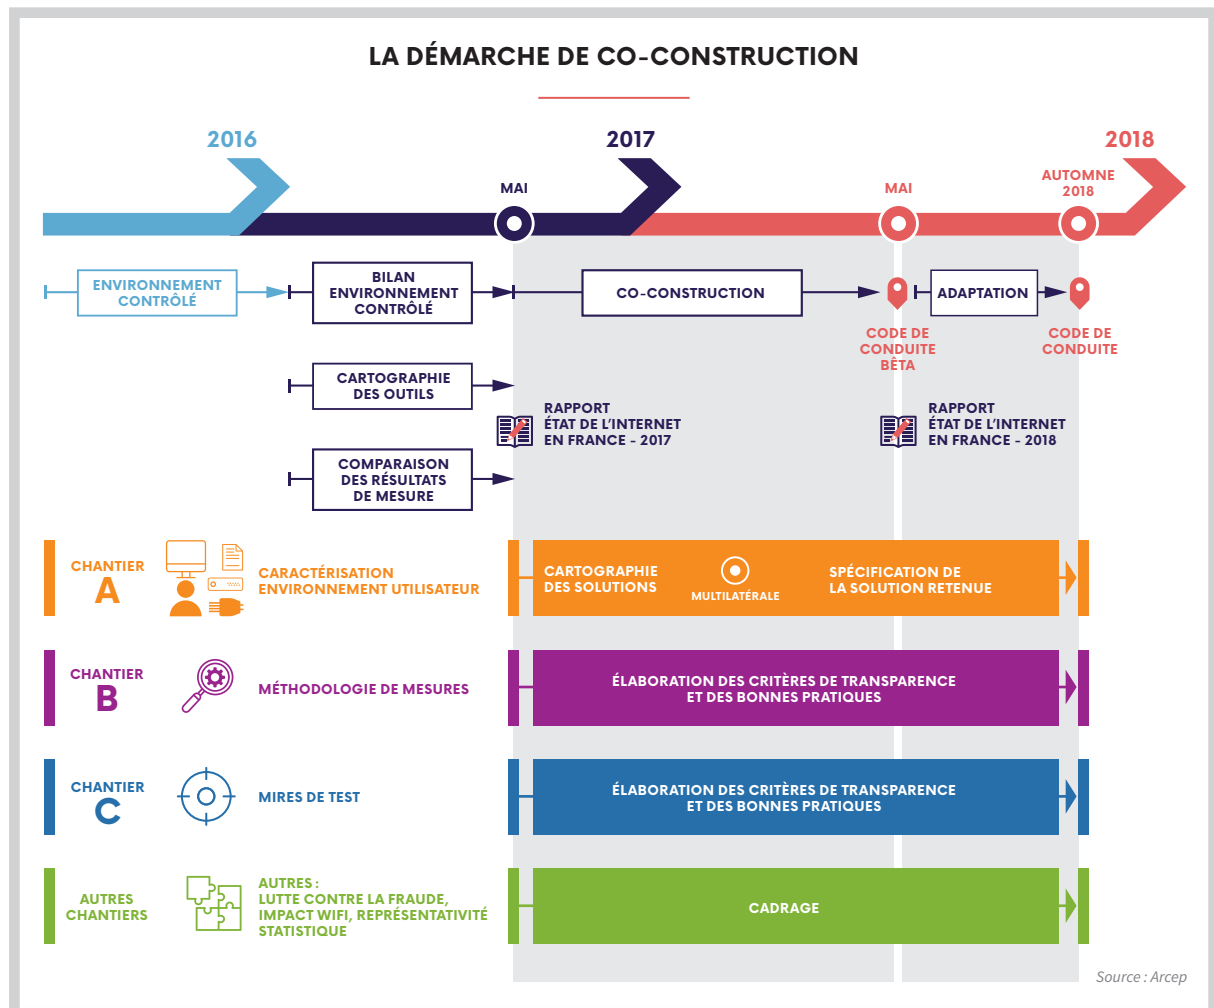 LA DÉMARCHE DE CO-CONSTRUCTION
2016
2017
2018
MAI
MAI
AUTOMNE
2018
ENVIRONNEMENT
CONTRÔLÉ
BILAN
ENVIRONNEMENT
CONTRÔLÉ
CO-CONSTRUCTION
ADAPTATION
CODE DE
CONDUITE
BÊTA
CODE DE
CONDUITE
CARTOGRAPHIE
DES OUTILS
RAPPORT
ÉTAT DE L'INTERNET
EN FRANCE - 2017
RAPPORT
ÉTAT DE L'INTERNET
EN FRANCE - 2018
COMPARAISON
DES RÉSULTATS
DE MESURE
CHANTIER
A
CARACTÉRISATION
ENVIRONNEMENT UTILISATEUR
CARTOGRAPHIE
DES SOLUTIONS
MULTILATÉRALE
SPÉCIFICATION DE
LA SOLUTION RETENUE
CHANTIER
B
MÉTHODOLOGIE DE MESURES
ÉLABORATION DES CRITÈRES DE TRANSPARENCE
ET DES BONNES PRATIQUES
CHANTIER
C
MIRES DE TEST
ÉLABORATION DES CRITÈRES DE TRANSPARENCE
ET DES BONNES PRATIQUES
AUTRES
CHANTIERS
AUTRES :
LUTTE CONTRE LA FRAUDE,
IMPACT WIFI, REPRÉSENTATIVITÉ
STATISTIQUE
CADRAGE
Source : Arcep